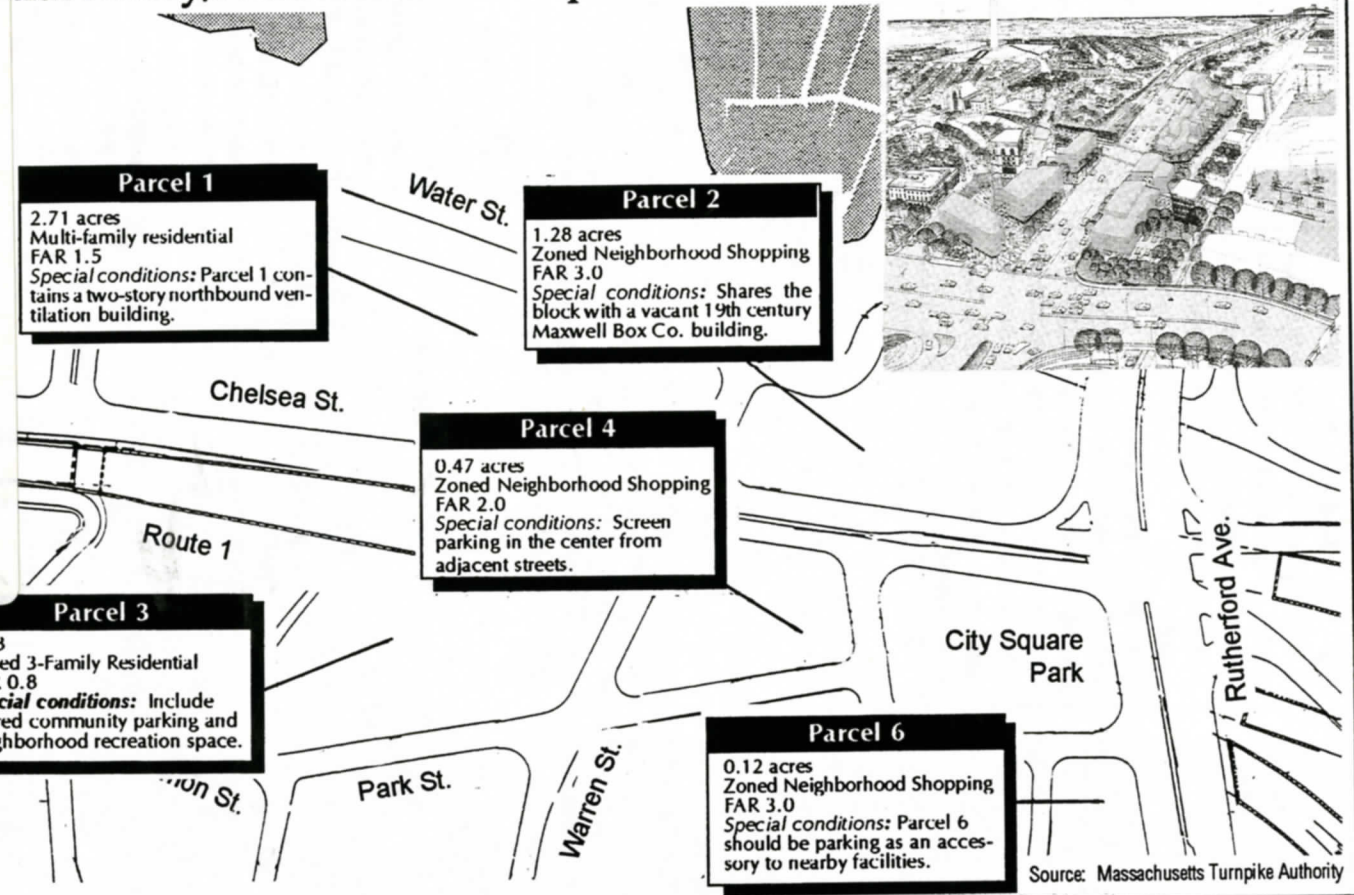 Parcel 1
2.71 acres
Multi-family residential
FAR 1.5
Special conditions: Parcel 1 con-
tains a two-story northbound ven-
tilation building.
Water St.
Parcel 2
1.28 acres
Zoned Neighborhood Shopping
FAR 3.0
Special conditions: Shares the
block with a vacant 19th century
Maxwell Box Co. building.
Chelsea St.
Parcel 4
0.47 acres
Zoned Neighborhood Shopping
FAR 2.0
Special conditions: Screen
parking in the center from
adjacent streets.
Route 1
Rutherford Ave.
City Square
Park
Parcel 3
3-Family Residential
0.8
conditions: Include
community parking and
recreation space.
St.
Park St.
Warren St.
Parcel 6
0.12 acres
Zoned Neighborhood Shopping
FAR 3.0
Special conditions: Parcel 6
should be parking as an acces-
sory to nearby facilities.
Source: Massachusetts Turnpike Authority